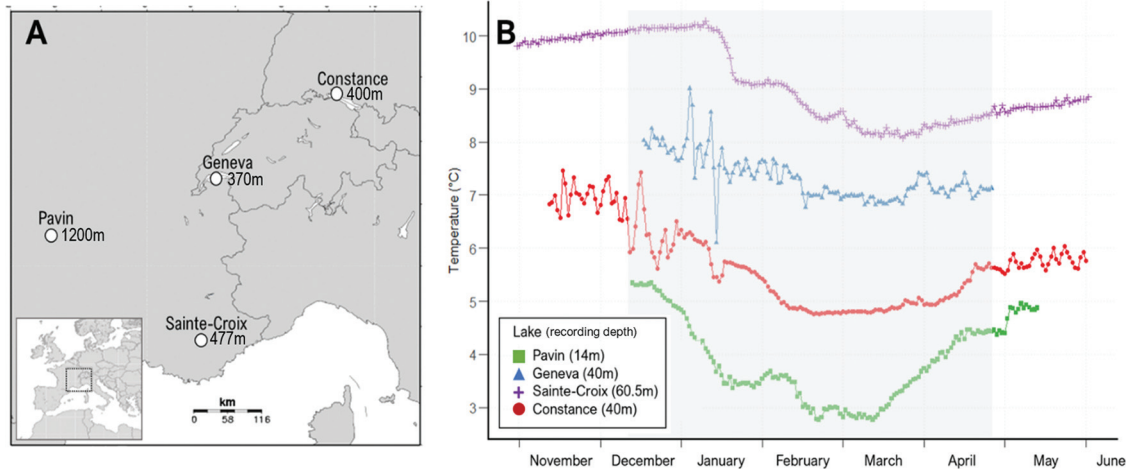 A
Constance
400m
Geneva
370m
Pavin
1200m
Sainte-Croix
477m
km
0 58 116
B
Temperature (°C)
10
9
8
7
6
5
4
3
Lake (recording depth)
Pavin (14m)
Geneva (40m)
Sainte-Croix (60.5m)
Constance (40m)
November December January February March April May June